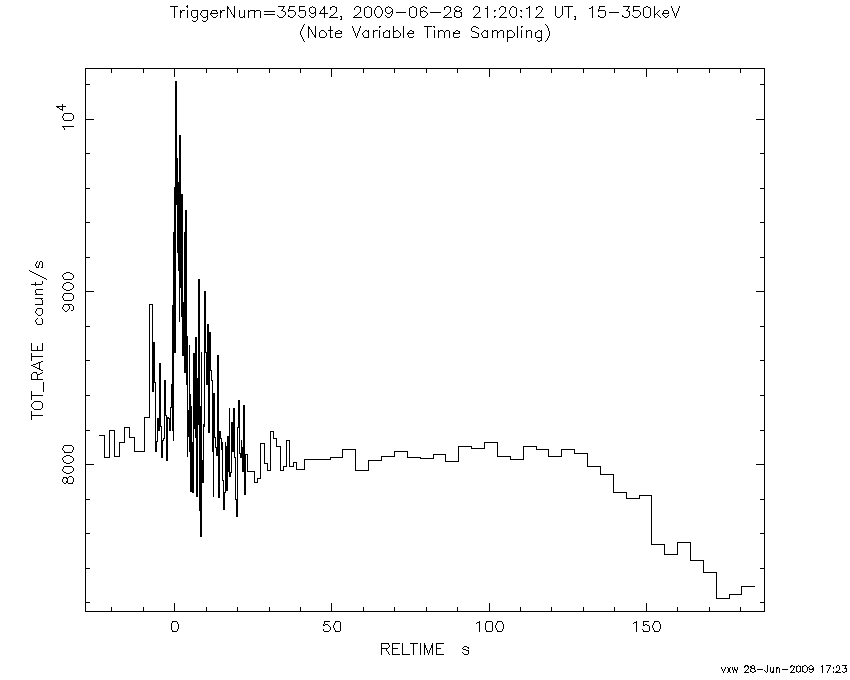 TriggerNum=355942, 2009-06-28 21:20:12 UT, 15-350keV
(Note Variable Time Sampling)
TOT_RATE count/s
10^4
9000
8000
0 50 100 150
RELTIME s
vxw 28-Jun-2009 17:23